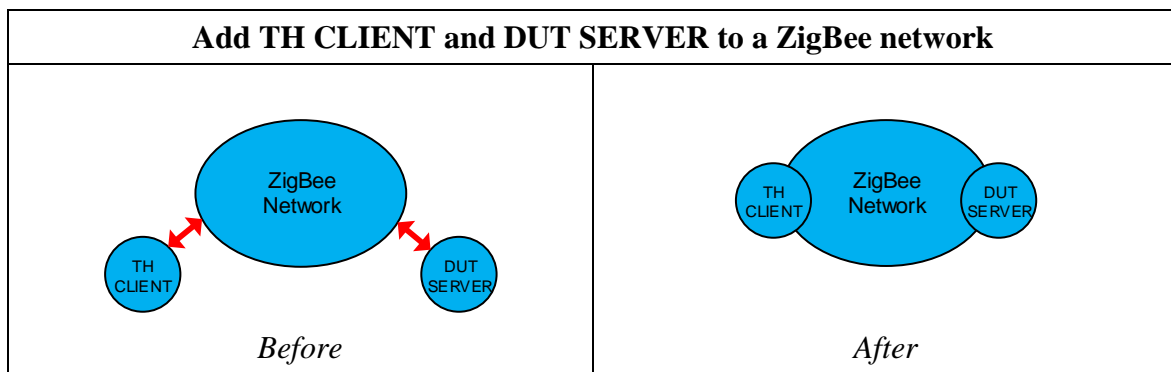 Add TH CLIENT and DUT SERVER to a ZigBee network
ZigBee
Network
TH
CLIENT
DUT
SERVER
Before
ZigBee
Network
TH
CLIENT
DUT
SERVER
After